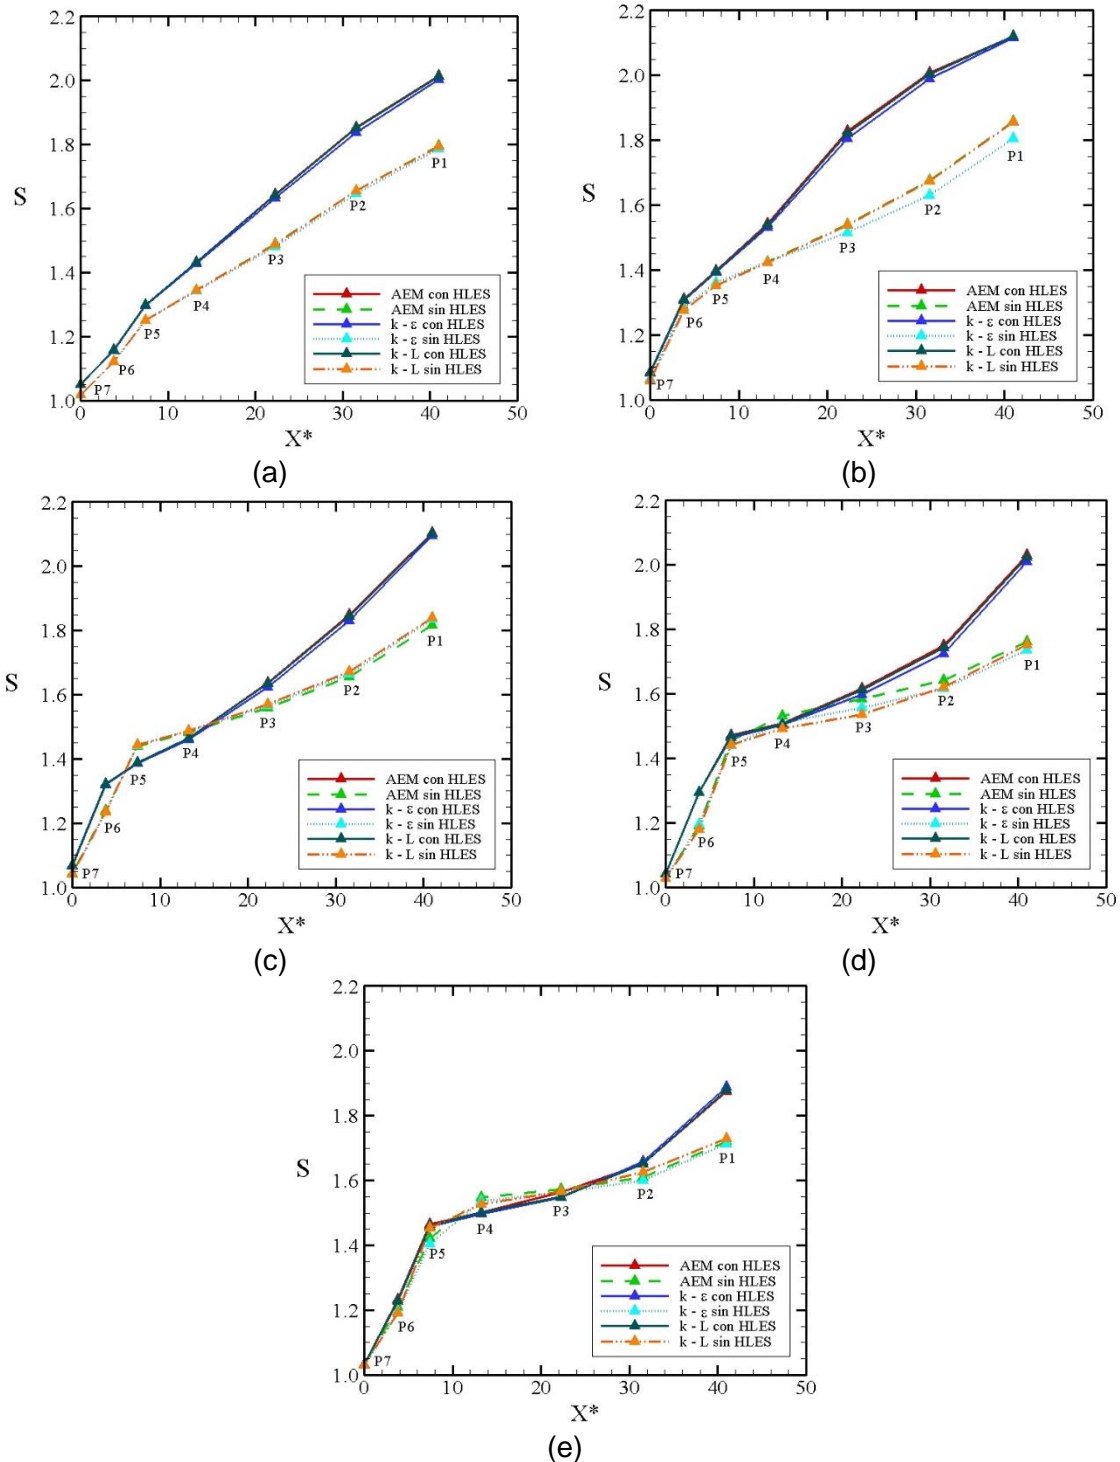 2.2
2.0
1.8
1.6
1.4
1.2
1.0
S
P1
P2
P3
P4
P5
P6
P7
AEM con HLES
AEM sin HLES
k - ε con HLES
k - ε sin HLES
k - L con HLES
k - L sin HLES
0 10 20 30 40 50
X*
(a)
2.2
2.0
1.8
1.6
1.4
1.2
1.0
S
P1
P2
P3
P4
P5
P6
P7
AEM con HLES
AEM sin HLES
k - ε con HLES
k - ε sin HLES
k - L con HLES
k - L sin HLES
0 10 20 30 40 50
X*
(b)
2.2
2.0
1.8
1.6
1.4
1.2
1.0
S
P1
P2
P3
P4
P5
P6
P7
AEM con HLES
AEM sin HLES
k - ε con HLES
k - ε sin HLES
k - L con HLES
k - L sin HLES
0 10 20 30 40 50
X*
(c)
2.2
2.0
1.8
1.6
1.4
1.2
1.0
S
P1
P2
P3
P4
P5
P6
P7
AEM con HLES
AEM sin HLES
k - ε con HLES
k - ε sin HLES
k - L con HLES
k - L sin HLES
0 10 20 30 40 50
X*
(d)
2.2
2.0
1.8
1.6
1.4
1.2
1.0
S
P1
P2
P3
P4
P5
P6
P7
AEM con HLES
AEM sin HLES
k - ε con HLES
k - ε sin HLES
k - L con HLES
k - L sin HLES
0 10 20 30 40 50
X*
(e)